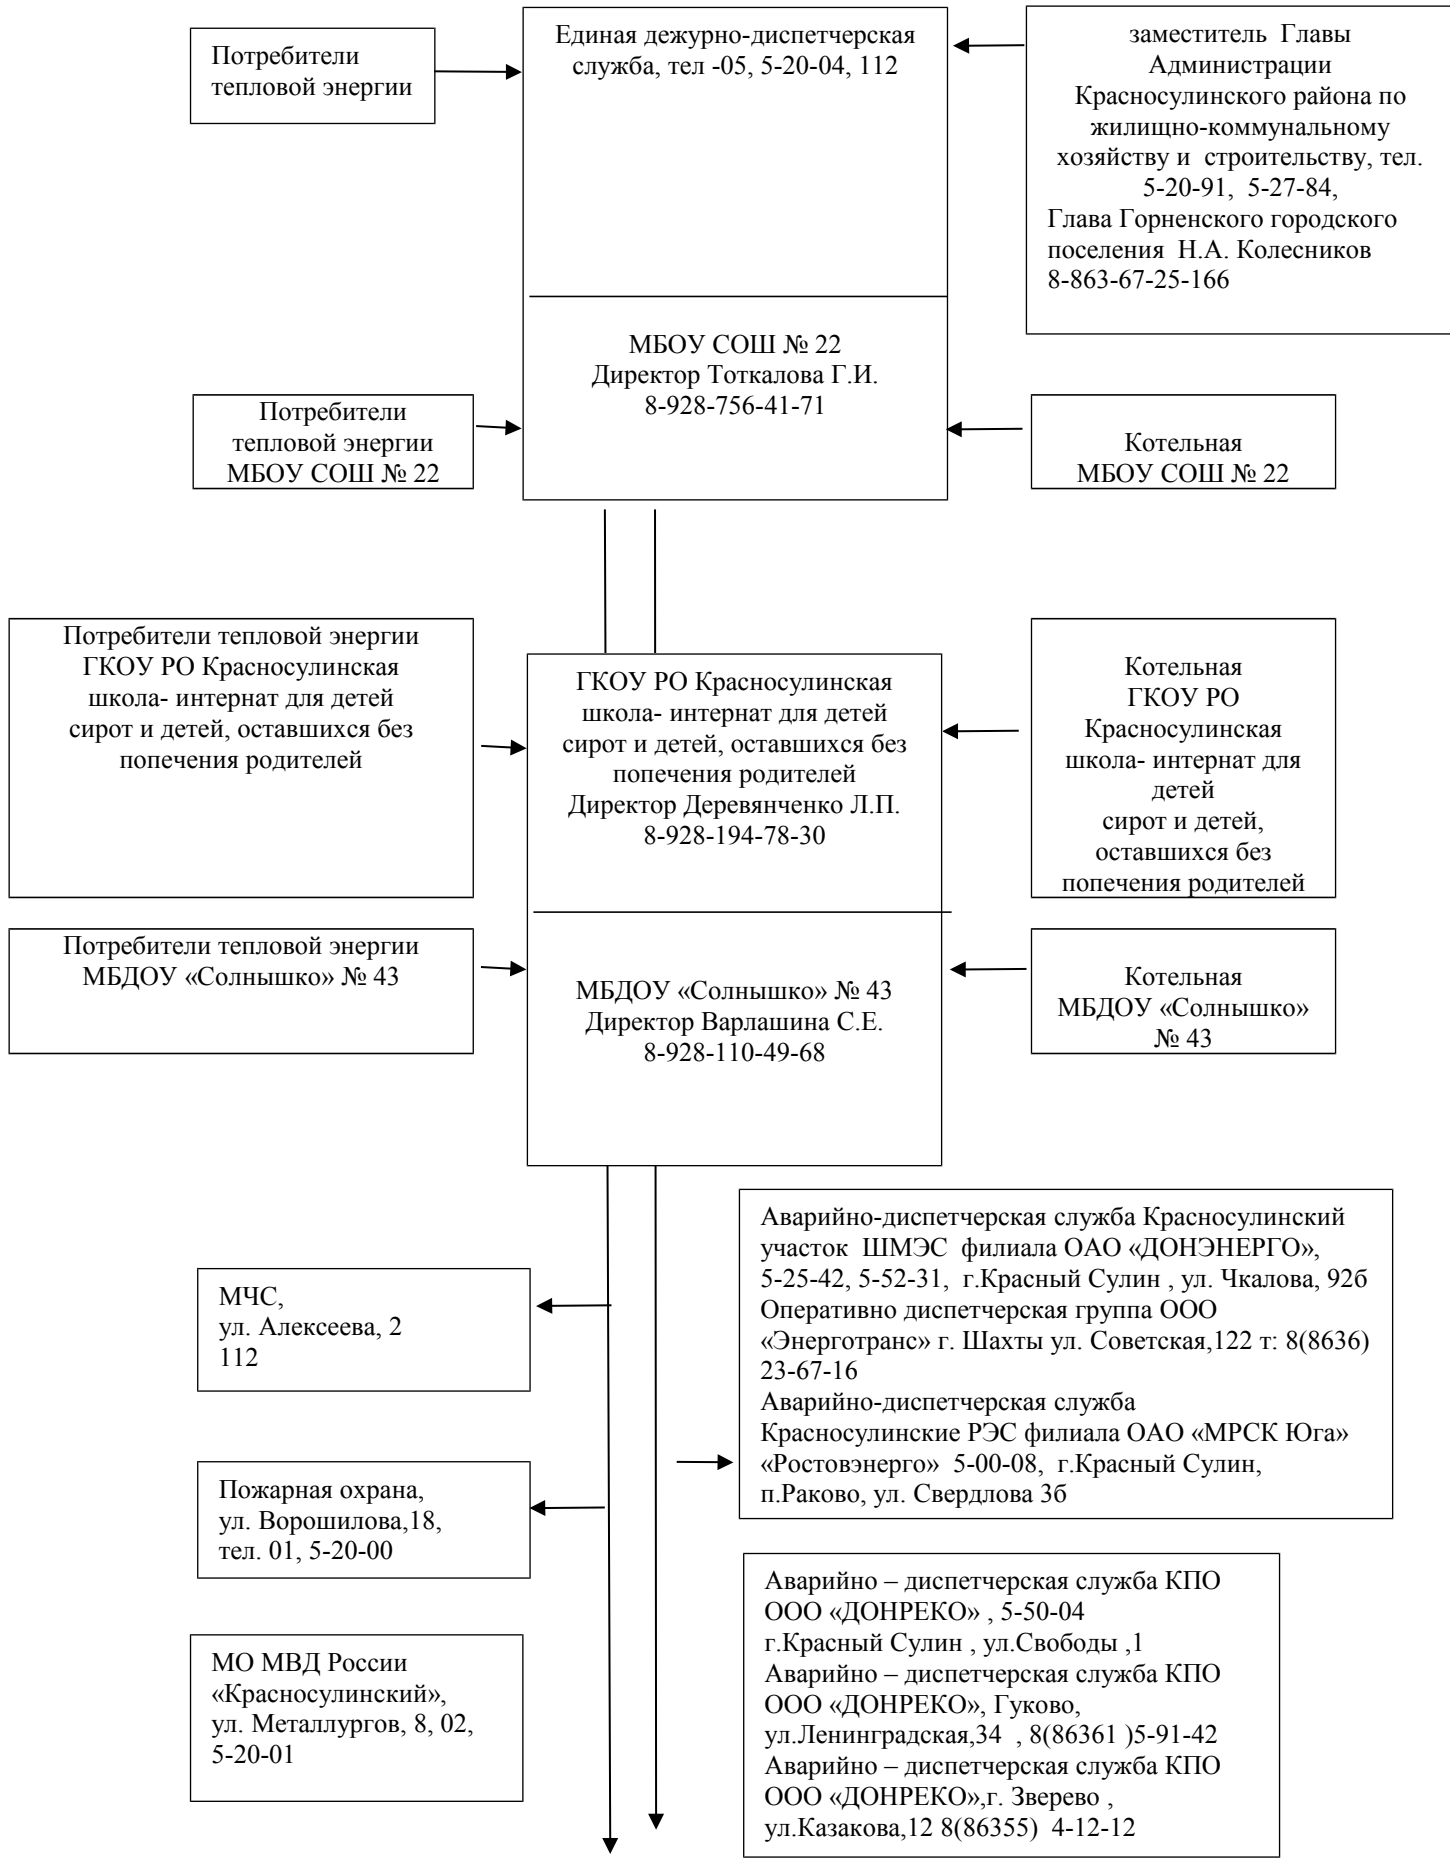 Потребители
тепловой энергии
Единая дежурно-диспетчерская
служба, тел -05, 5-20-04, 112
заместитель Главы
Администрации
Красносулинского района по
жилищно-коммунальному
хозяйству и строительству, тел.
5-20-91, 5-27-84,
Глава Горненского городского
поселения Н.А. Колесников
8-863-67-25-166
МБОУ СОШ № 22
Директор Тоткалова Г.И.
8-928-756-41-71
Потребители
тепловой энергии
МБОУ СОШ № 22
Котельная
МБОУ СОШ № 22
Потребители тепловой энергии
ГКОУ РО Красносулинская
школа- интернат для детей
сирот и детей, оставшихся без
попечения родителей
ГКОУ РО Красносулинская
школа- интернат для детей
сирот и детей, оставшихся без
попечения родителей
Директор Деревянченко Л.П.
8-928-194-78-30
Котельная
ГКОУ РО
Красносулинская
школа- интернат для
детей
сирот и детей,
оставшихся без
попечения родителей
Потребители тепловой энергии
МБДОУ «Солнышко» № 43
МБДОУ «Солнышко» № 43
Директор Варлашина С.Е.
8-928-110-49-68
Котельная
МБДОУ «Солнышко»
№ 43
Аварийно-диспетчерская служба Красносулинский
участок ШМЭС филиала ОАО «ДОНЭНЕРГО»,
5-25-42, 5-52-31, г.Красный Сулин , ул. Чкалова, 92б
Оперативно диспетчерская группа ООО
«Энерготранс» г. Шахты ул. Советская,122 т: 8(8636)
23-67-16
Аварийно-диспетчерская служба
Красносулинские РЭС филиала ОАО «МРСК Юга»
«Ростовэнерго» 5-00-08, г.Красный Сулин,
п.Раково, ул. Свердлова 3б
МЧС,
ул. Алексеева, 2
112
Пожарная охрана,
ул. Ворошилова,18,
тел. 01, 5-20-00
Аварийно – диспетчерская служба КПО
ООО «ДОНРЕКО» , 5-50-04
г.Красный Сулин , ул.Свободы ,1
Аварийно – диспетчерская служба КПО
ООО «ДОНРЕКО», Гуково,
ул.Ленинградская,34 , 8(86361 )5-91-42
Аварийно – диспетчерская служба КПО
ООО «ДОНРЕКО»,г. Зверево ,
ул.Казакова,12 8(86355) 4-12-12
МО МВД России
«Красносулинский»,
ул. Металлургов, 8, 02,
5-20-01